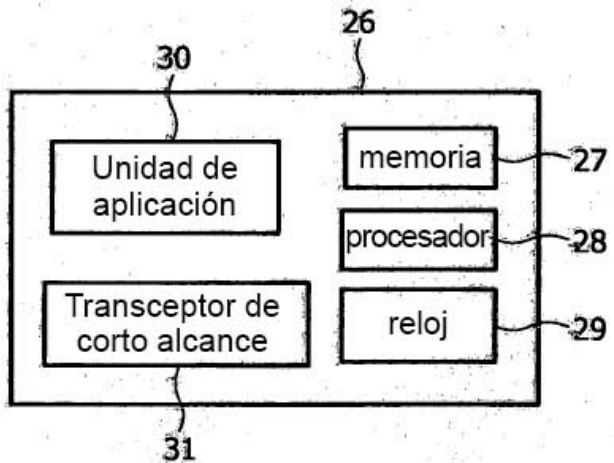 26
30
Unidad de
aplicación
memoria
27
procesador
28
Transceptor de
corto alcance
reloj
29
31